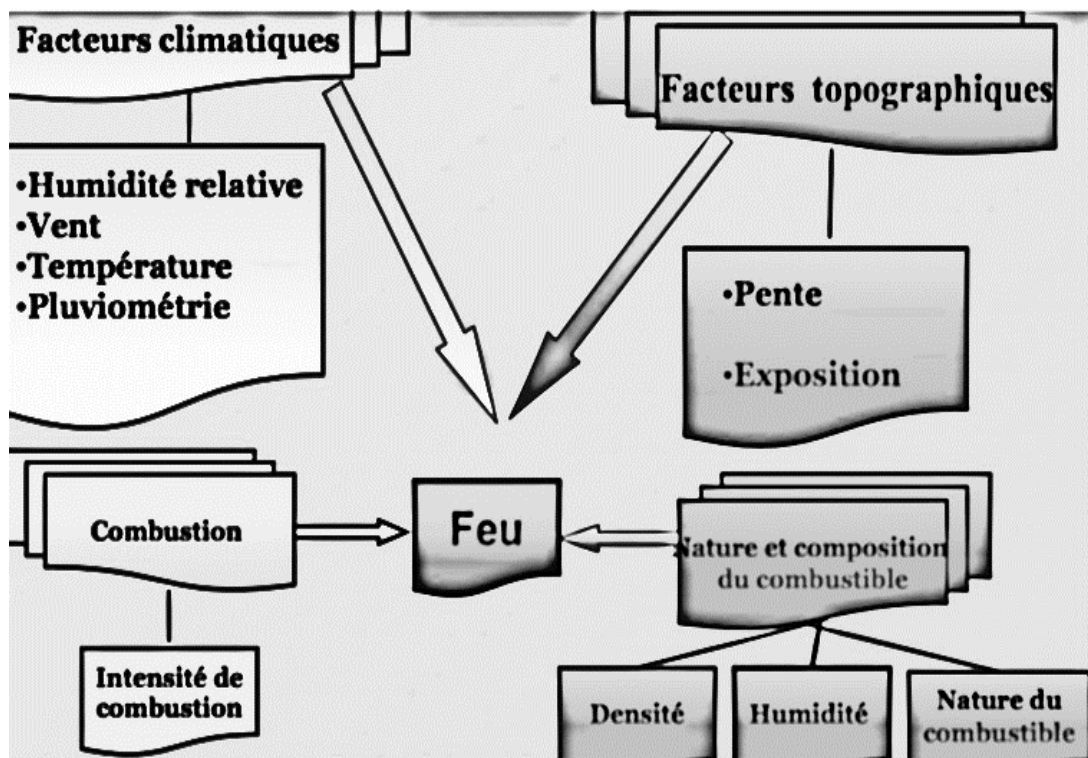 Facteurs climatiques
Facteurs topographiques
•Humidité relative
•Vent
•Température
•Pluviométrie
•Pente
•Exposition
Combustion
Feu
Nature et composition
du combustible
Intensité de
combustion
Densité
Humidité
Nature du
combustible